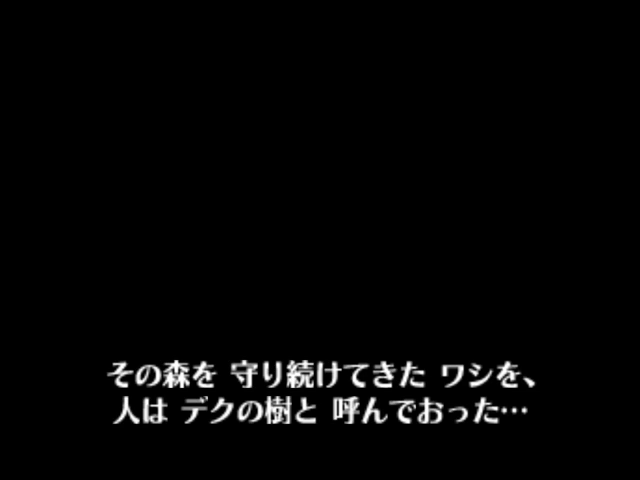 その森を 守り続けてきた ワシを、
人は デクの樹と 呼んでおった…